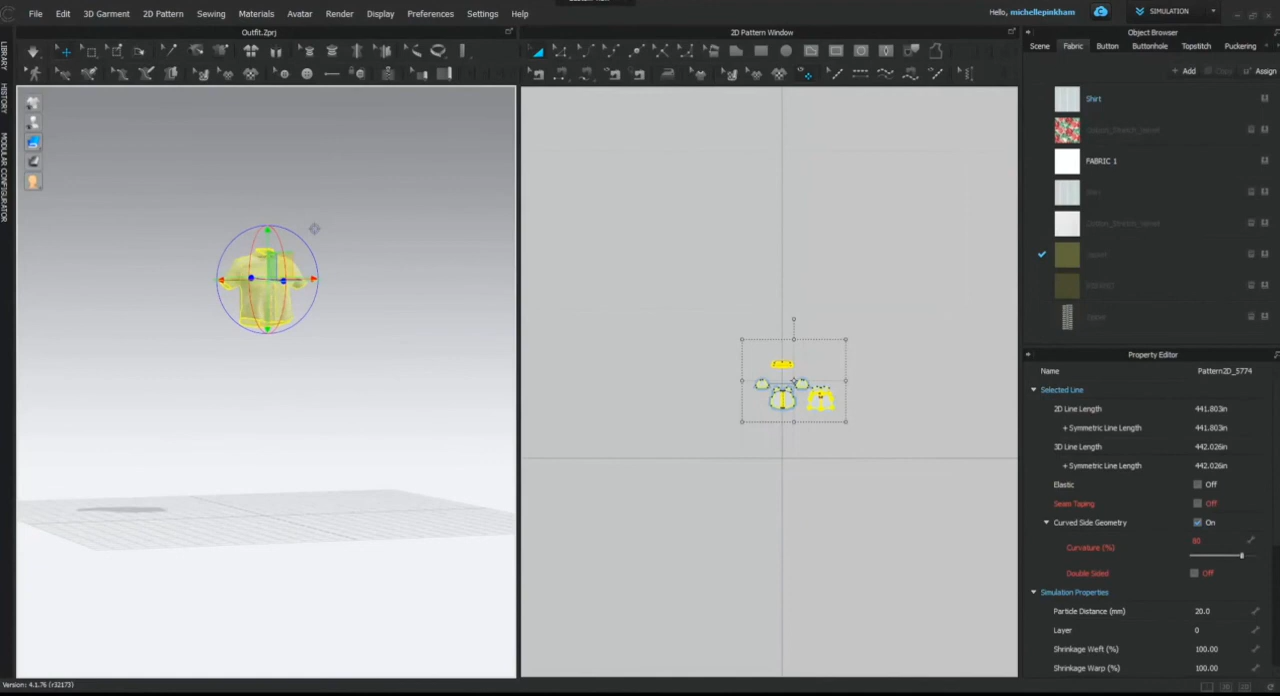 File Edit 3D Garment 2D Pattern Sewing Materials Avatar Render Display Preferences Settings Help
Hello, michellepinkham
SIMULATION
Outfit.Zprj
2D Pattern Window
Object Browser
Scene Fabric Button Buttonhole Topstitch Puckering
+ Add Copy Assign
LIBRARY
HISTORY
MODULAR CONFIGURATOR
Shirt
FABRIC 1
Property Editor
Name Pattern2D_5774
Selected Line
2D Line Length 441.803in
+ Symmetric Line Length 441.803in
3D Line Length 442.026in
+ Symmetric Line Length 442.026in
Elastic Off
Seam Taping Off
Curved Side Geometry On
Curvature (%) 80
Double Sided Off
Simulation Properties
Particle Distance (mm) 20.0
Layer 0
Shrinkage Weft (%) 100.00
Shrinkage Warp (%) 100.00
Version: 4.1.76 (r32173)